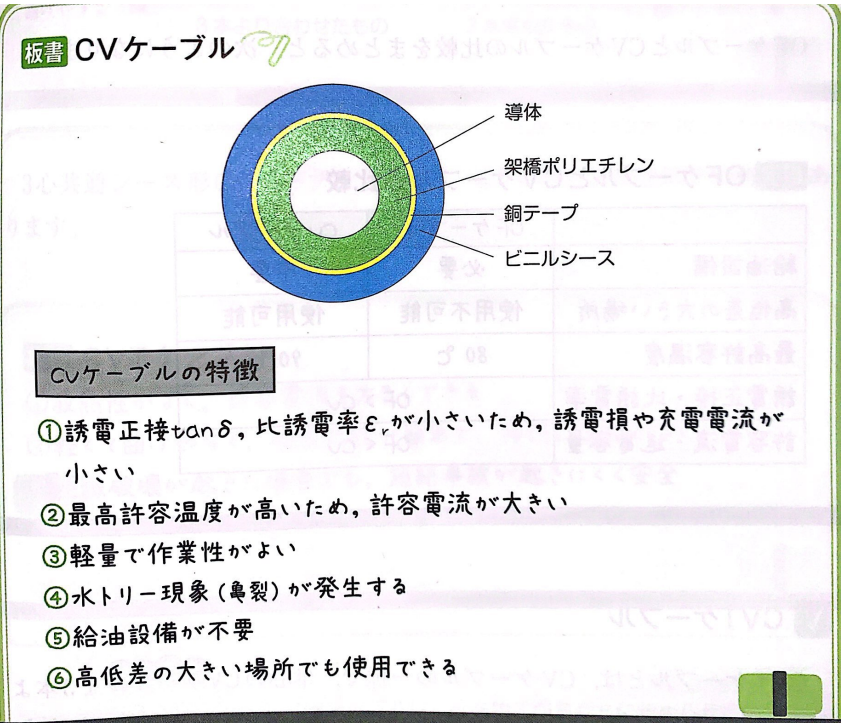 板書 CVケーブル
導体
架橋ポリエチレン
銅テープ
ビニルシース
CVケーブルの特徴
①誘電正接tanδ，比誘電率εrが小さいため，誘電損や充電電流が
小さい
②最高許容温度が高いため，許容電流が大きい
③軽量で作業性がよい
④水トリー現象（亀裂）が発生する
⑤給油設備が不要
⑥高低差の大きい場所でも使用できる